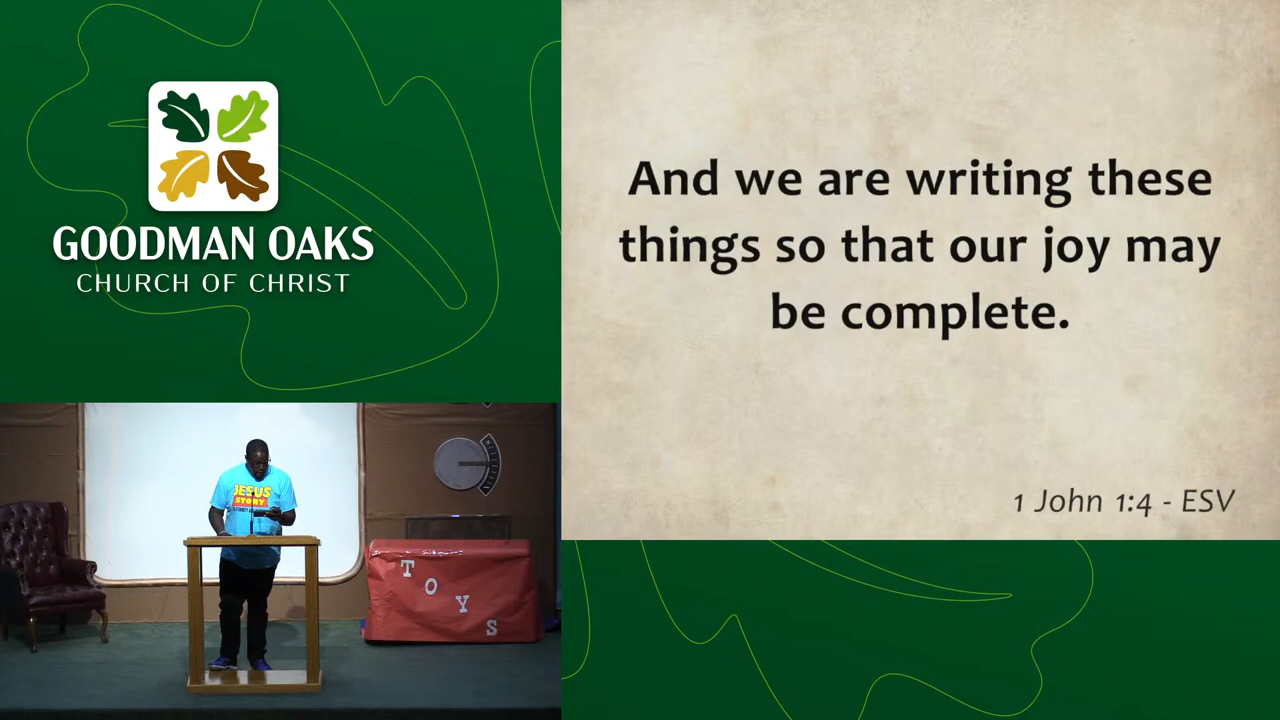 GOODMAN OAKS
CHURCH OF CHRIST
And we are writing these
things so that our joy may
be complete.
1 John 1:4 - ESV
JESUS
STORY
TOYS